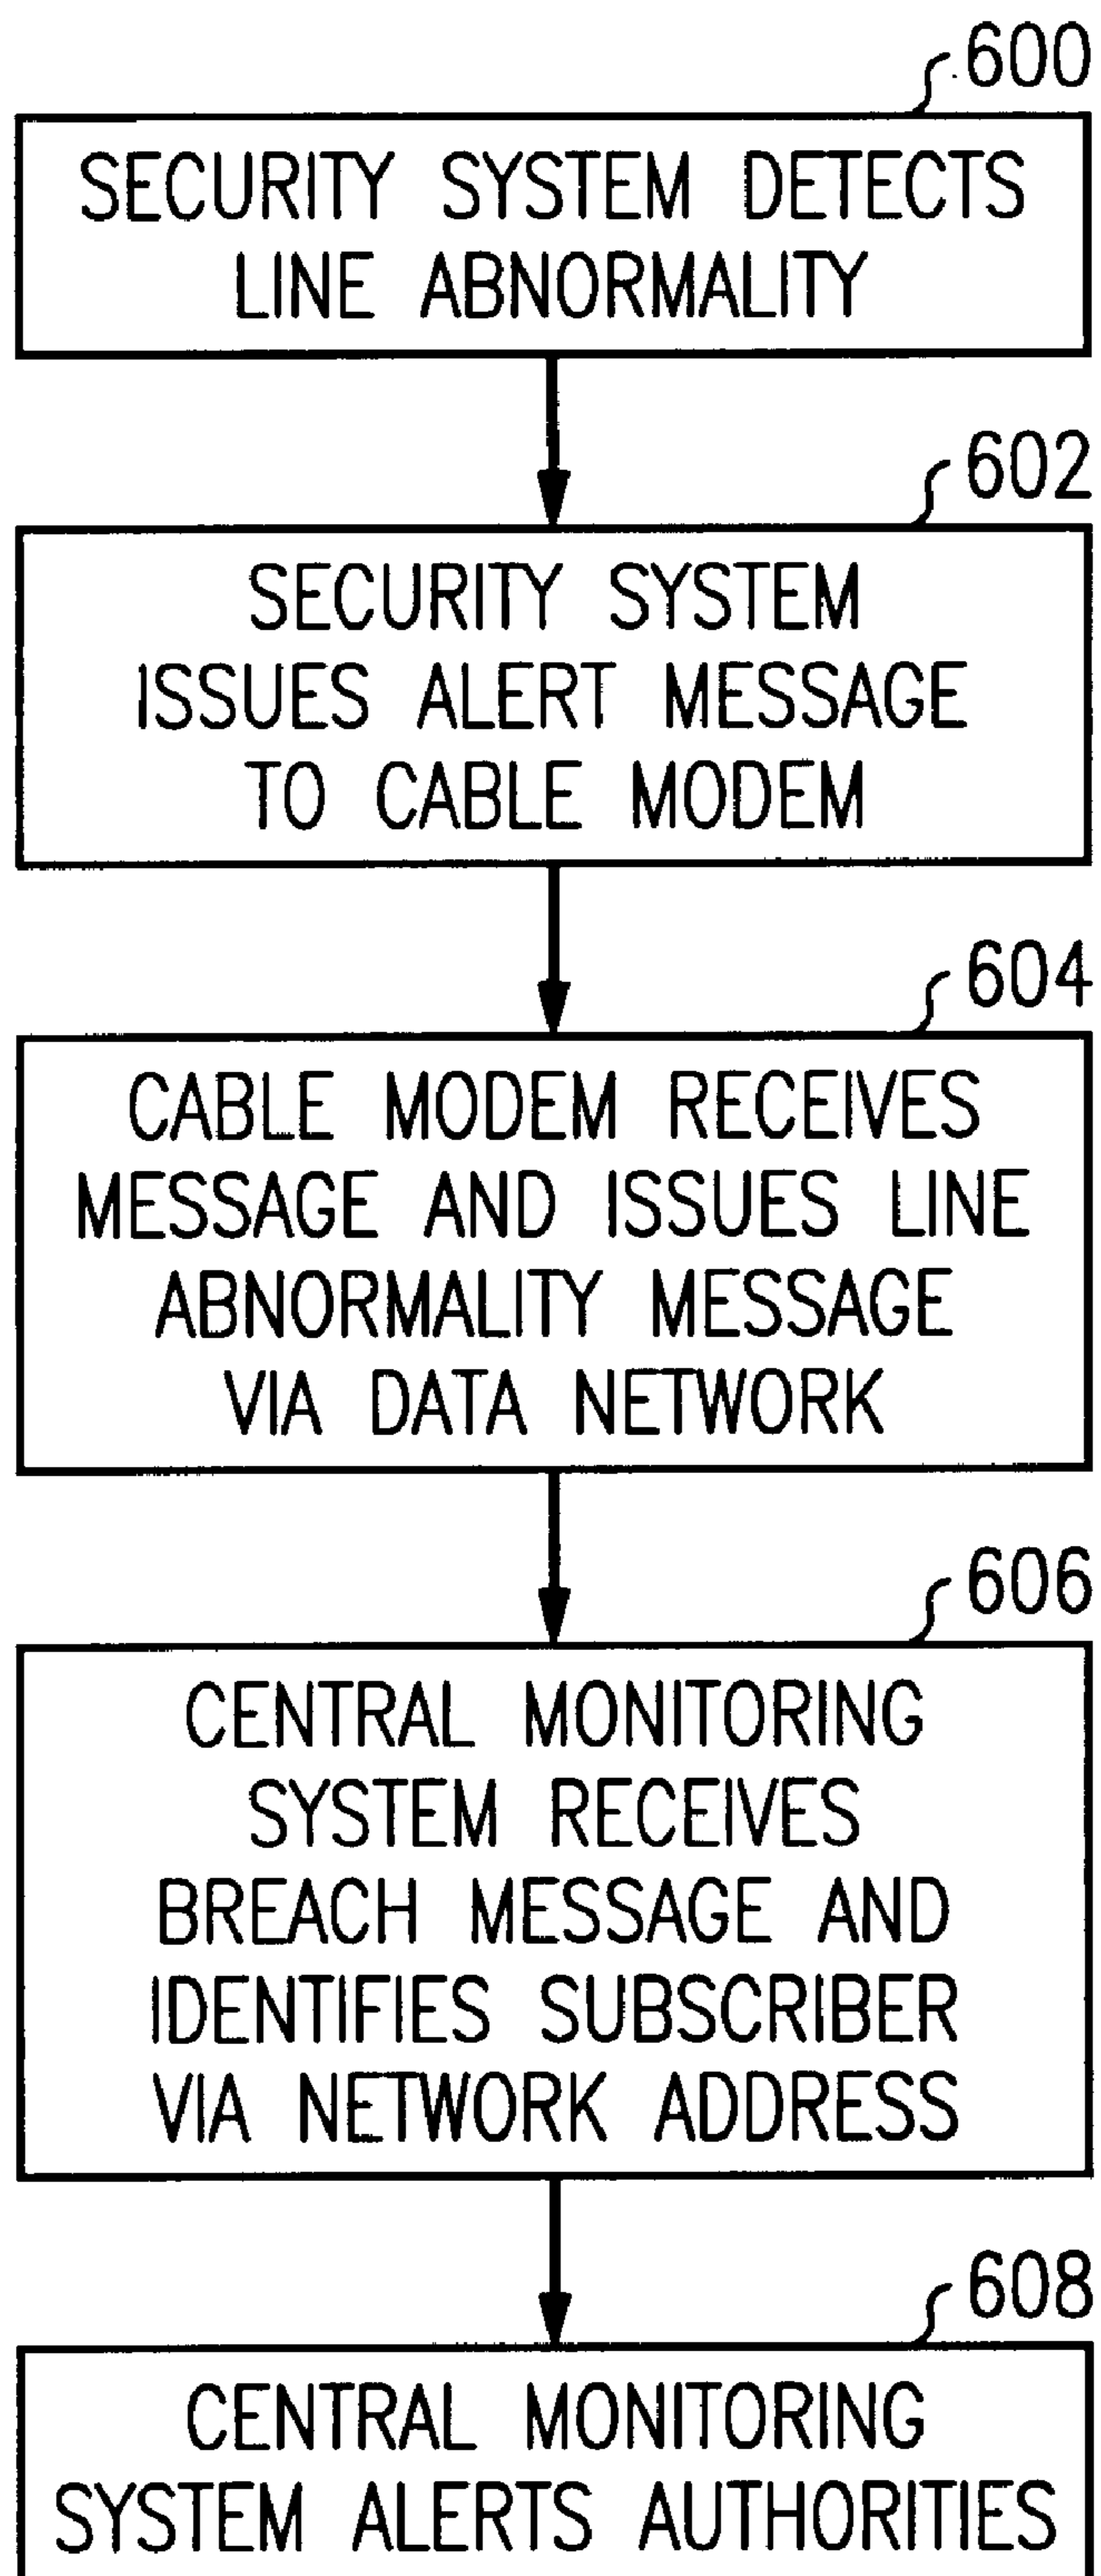 600
SECURITY SYSTEM DETECTS
LINE ABNORMALITY
602
SECURITY SYSTEM
ISSUES ALERT MESSAGE
TO CABLE MODEM
604
CABLE MODEM RECEIVES
MESSAGE AND ISSUES LINE
ABNORMALITY MESSAGE
VIA DATA NETWORK
606
CENTRAL MONITORING
SYSTEM RECEIVES
BREACH MESSAGE AND
IDENTIFIES SUBSCRIBER
VIA NETWORK ADDRESS
608
CENTRAL MONITORING
SYSTEM ALERTS AUTHORITIES